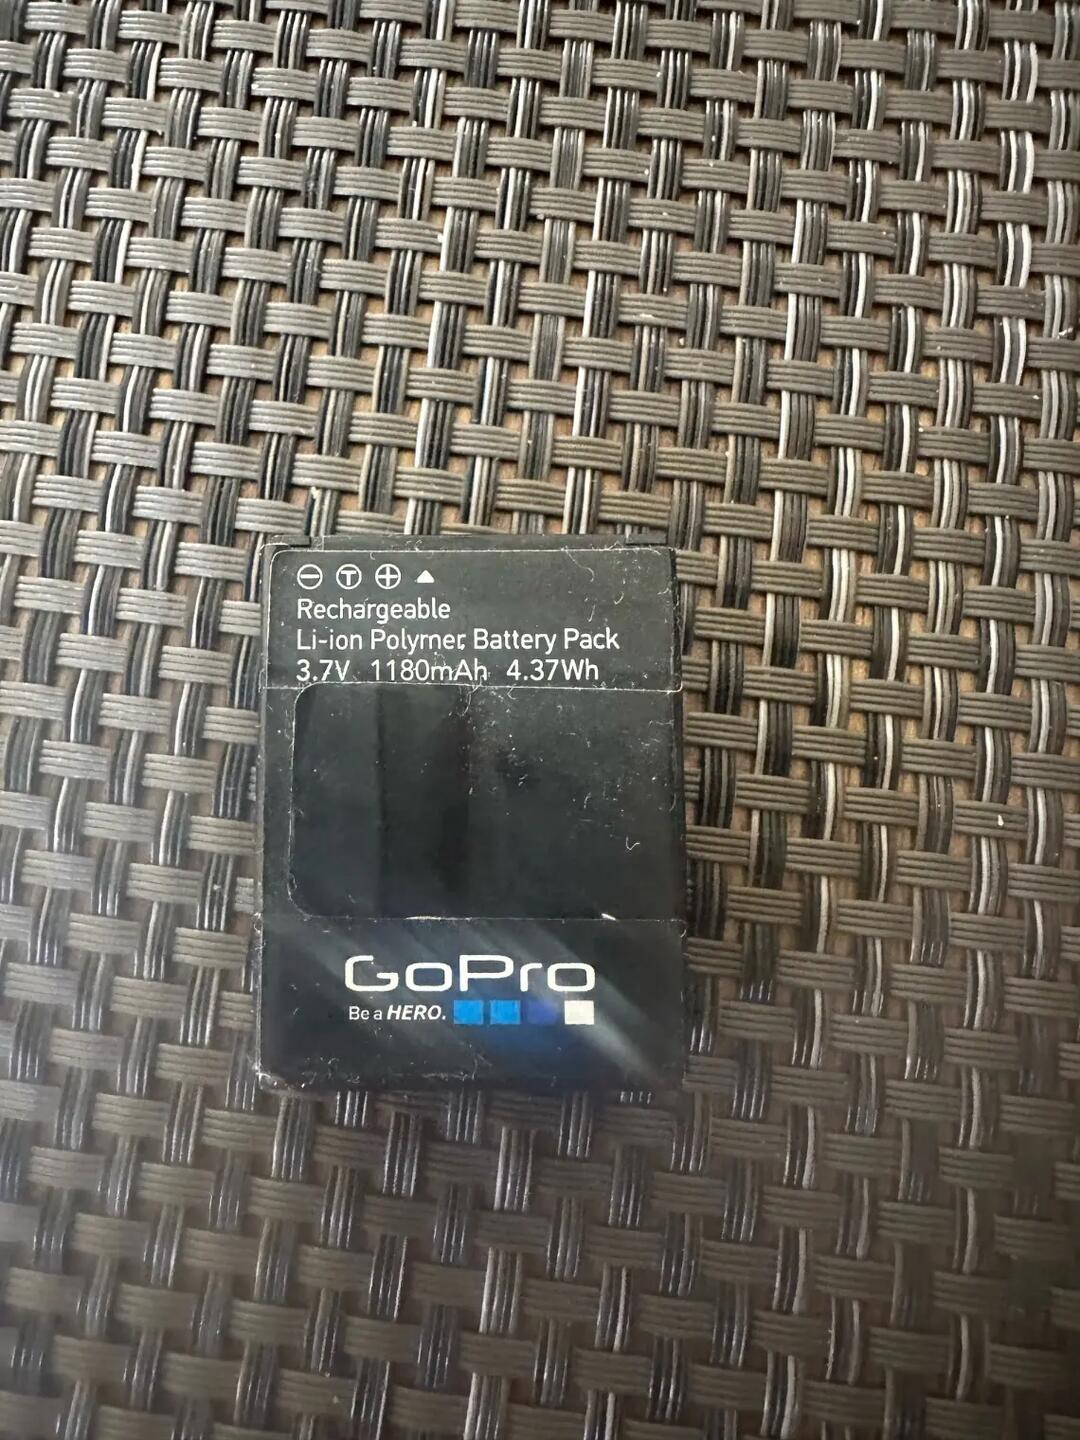 ⊖ Ⓣ ⊕ ▲
Rechargeable
Li-ion Polymer Battery Pack
3.7V 1180mAh 4.37Wh
GoPro
Be a HERO.